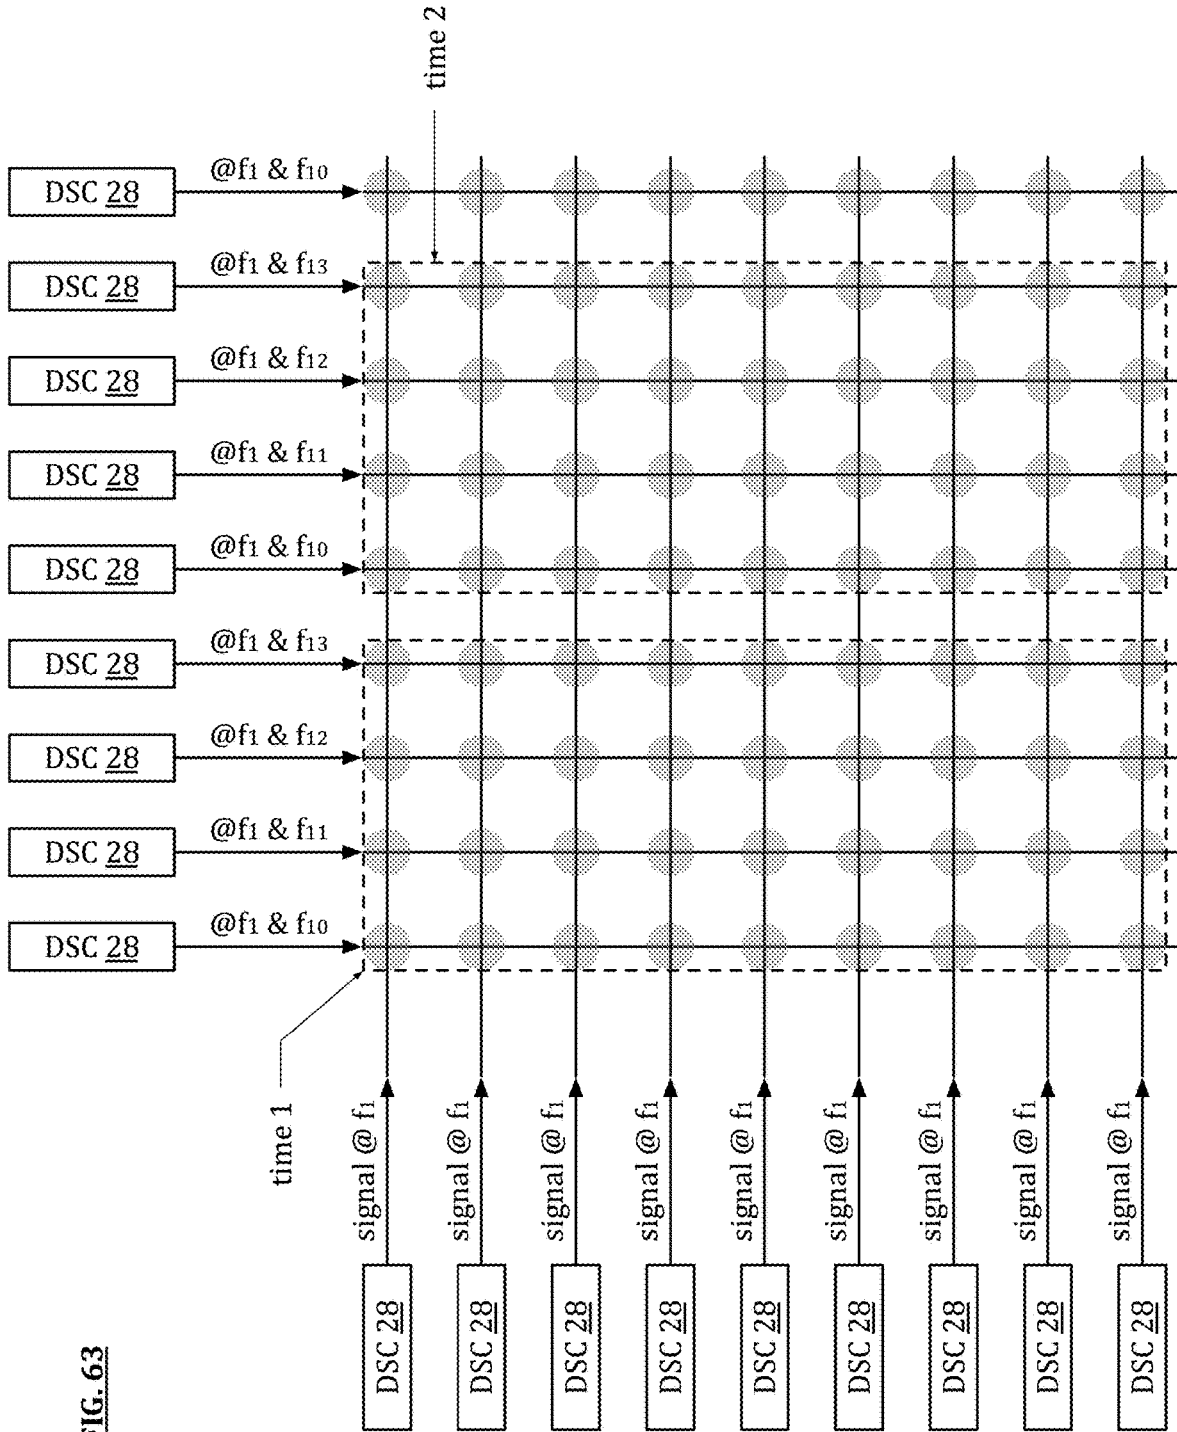 time 2
DSC 28
@f1 & f10
DSC 28
@f1 & f13
DSC 28
@f1 & f12
DSC 28
@f1 & f11
DSC 28
@f1 & f10
DSC 28
@f1 & f13
DSC 28
@f1 & f12
DSC 28
@f1 & f11
DSC 28
@f1 & f10
time 1
signal @ f1
signal @ f1
signal @ f1
signal @ f1
signal @ f1
signal @ f1
signal @ f1
signal @ f1
signal @ f1
DSC 28
DSC 28
DSC 28
DSC 28
DSC 28
DSC 28
DSC 28
DSC 28
DSC 28
FIG. 63